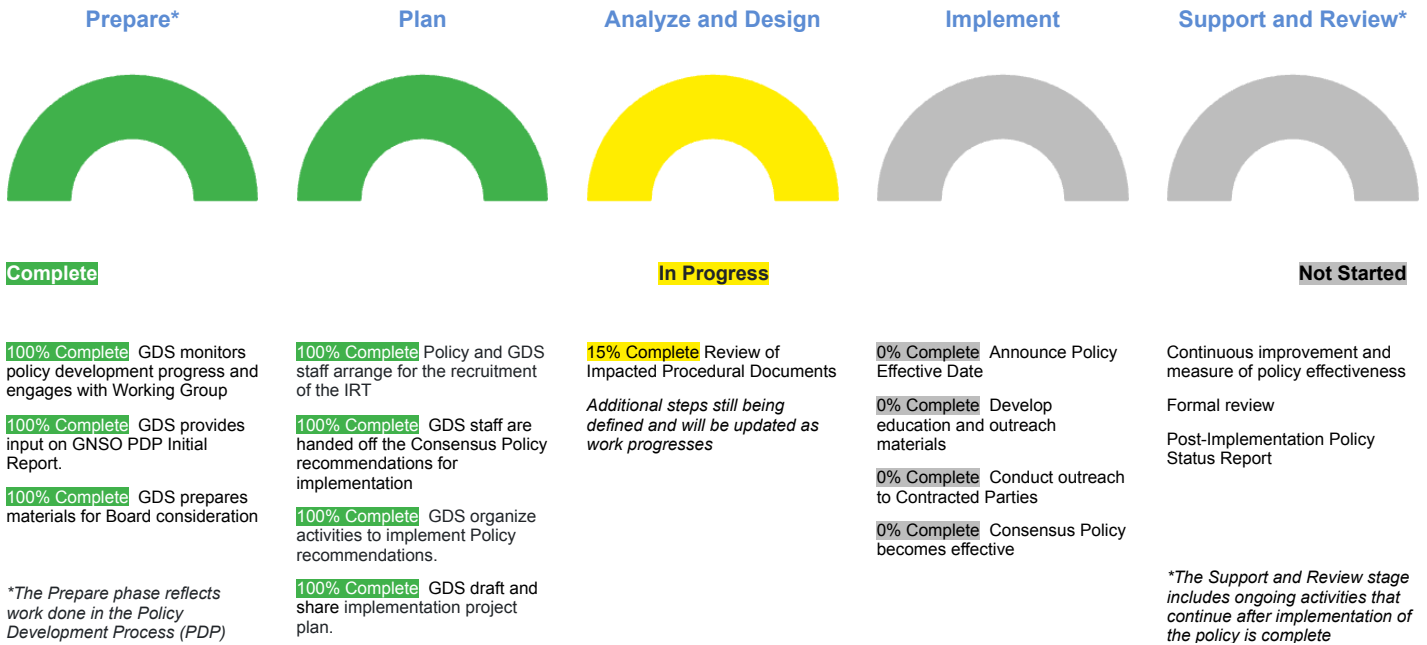 Prepare*
Plan
Analyze and Design
Implement
Support and Review*
Complete
In Progress
Not Started
100% Complete GDS monitors
policy development progress and
engages with Working Group
100% Complete GDS provides
input on GNSO PDP Initial
Report.
100% Complete GDS prepares
materials for Board consideration
*The Prepare phase reflects
work done in the Policy
Development Process (PDP)
100% Complete Policy and GDS
staff arrange for the recruitment
of the IRT
100% Complete GDS staff are
handed off the Consensus Policy
recommendations for
implementation
100% Complete GDS organize
activities to implement Policy
recommendations.
100% Complete GDS draft and
share implementation project
plan.
15% Complete Review of
Impacted Procedural Documents
Additional steps still being
defined and will be updated as
work progresses
0% Complete Announce Policy
Effective Date
0% Complete Develop
education and outreach
materials
0% Complete Conduct outreach
to Contracted Parties
0% Complete Consensus Policy
becomes effective
Continuous improvement and
measure of policy effectiveness
Formal review
Post-Implementation Policy
Status Report
*The Support and Review stage
includes ongoing activities that
continue after implementation of
the policy is complete